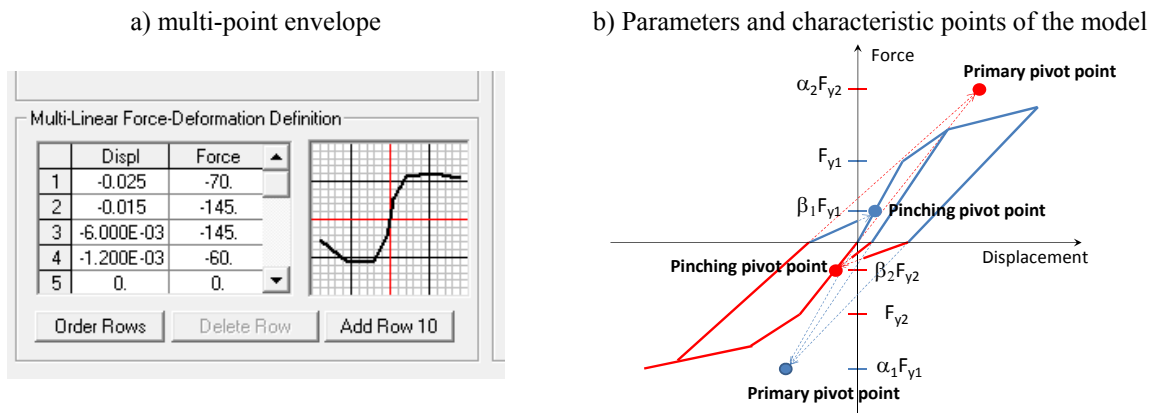 a) multi-point envelope
b) Parameters and characteristic points of the model
Multi-Linear Force-Deformation Definition
Displ Force
1 -0.025 -70.
2 -0.015 -145.
3 -6.000E-03 -145.
4 -1.200E-03 -60.
5 0. 0.
Order Rows Delete Row Add Row 10
Force
Primary pivot point
α2Fy2
Fy1
β1Fy1
Pinching pivot point
Displacement
Pinching pivot point
β2Fy2
Fy2
α1Fy1
Primary pivot point